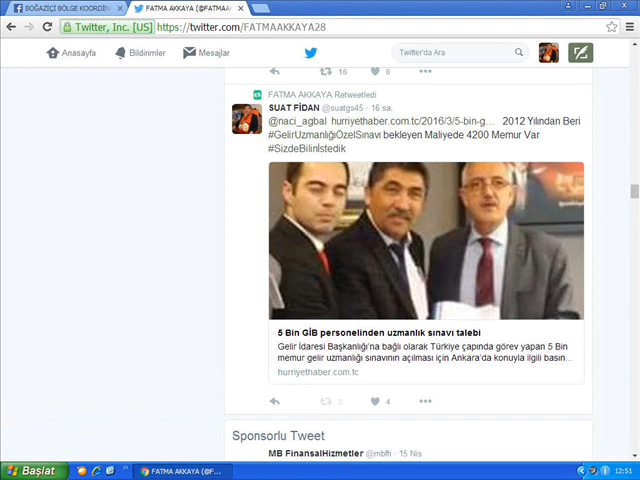 BOĞAZİÇİ BÖLGE KOORDİNA
FATMA AKKAYA (@FATMAAK
Twitter, Inc. [US]
https://twitter.com/FATMAAKKAYA28
Anasayfa
Bildirimler
Mesajlar
Twitter'da Ara
16
6
FATMA AKKAYA Retweetledi
SUAT FİDAN @suatgs45 · 16 sa.
@naci_agbal hurriyethaber.com.tc/2016/3/5-bin-g... 2012 Yılından Beri
#GelirUzmanlığıÖzelSınavı bekleyen Maliyede 4200 Memur Var
#SizdeBilinİstedik
5 Bin GİB personelinden uzmanlık sınavı talebi
Gelir İdaresi Başkanlığı'na bağlı olarak Türkiye çapında görev yapan 5 Bin
memur gelir uzmanlığı sınavının açılması için Ankara'da konuyla ilgili basın...
hurriyethaber.com.tc
8
4
Sponsorlu Tweet
MB FinansalHizmetler @mbfh · 15 Nis
Başlat
FATMA AKKAYA (@F...
12:51